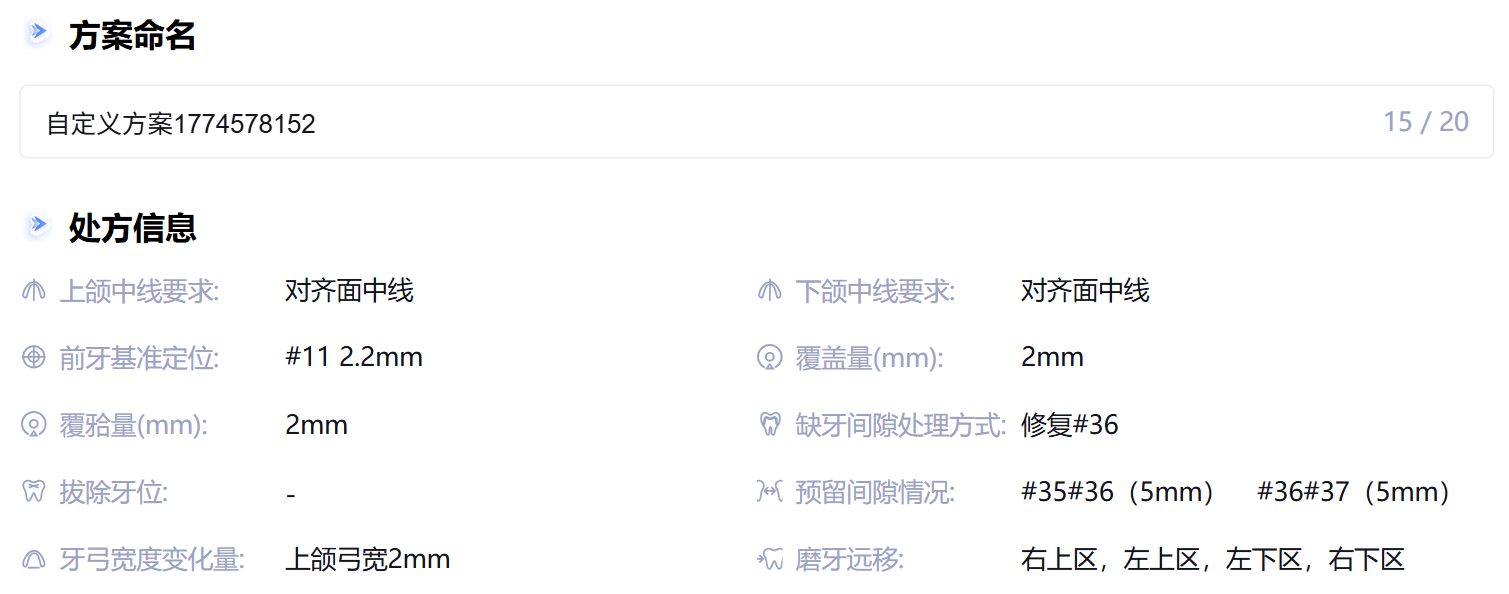 方案命名
自定义方案1774578152 15 / 20
处方信息
上颌中线要求: 对齐面中线 下颌中线要求: 对齐面中线
前牙基准定位: #11 2.2mm 覆盖量(mm): 2mm
覆𬌗量(mm): 2mm 缺牙间隙处理方式: 修复#36
拔除牙位: - 预留间隙情况: #35#36（5mm） #36#37（5mm）
牙弓宽度变化量: 上颌弓宽2mm 磨牙远移: 右上区，左上区，左下区，右下区